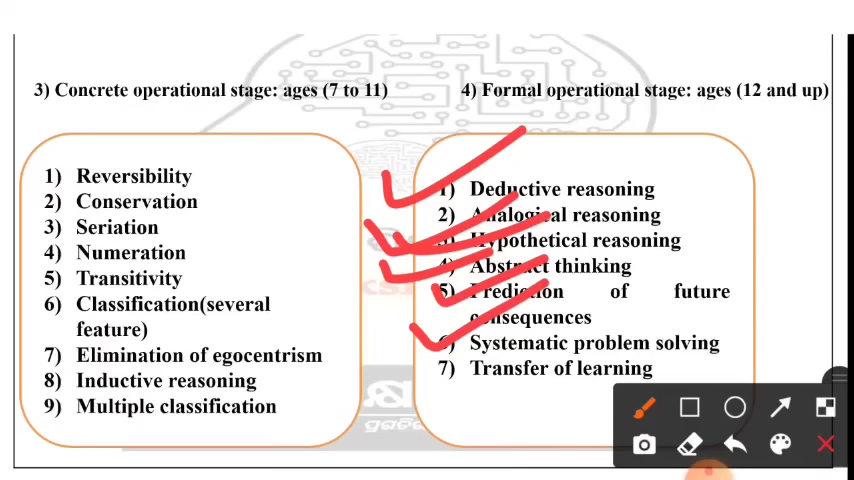 3) Concrete operational stage: ages (7 to 11)
4) Formal operational stage: ages (12 and up)
1) Reversibility
2) Conservation
3) Seriation
4) Numeration
5) Transitivity
6) Classification(several
feature)
7) Elimination of egocentrism
8) Inductive reasoning
9) Multiple classification
1) Deductive reasoning
2) Analogical reasoning
3) Hypothetical reasoning
4) Abstract thinking
5) Prediction of future
consequences
6) Systematic problem solving
7) Transfer of learning